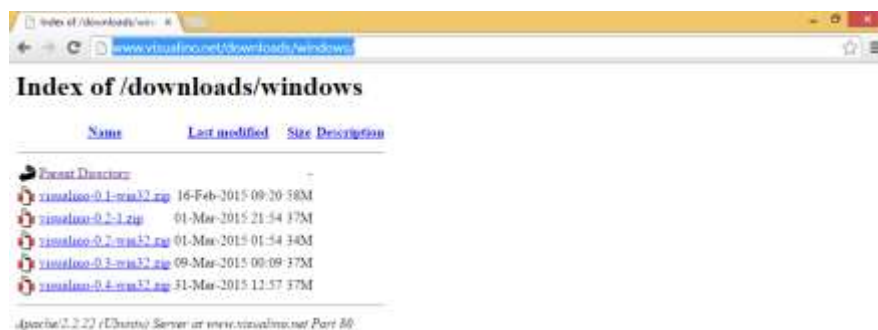 Index of /downloads/win
www.visualino.net/downloads/windows/
Index of /downloads/windows
Name Last modified Size Description
Parent Directory -
visualino-0.1-win32.zip 16-Feb-2015 09:20 58M
visualino-0.2-1.zip 01-Mar-2015 21:54 37M
visualino-0.2-win32.zip 01-Mar-2015 01:54 34M
visualino-0.3-win32.zip 09-Mar-2015 00:09 37M
visualino-0.4-win32.zip 31-Mar-2015 12:57 37M
Apache/2.2.22 (Ubuntu) Server at www.visualino.net Port 80